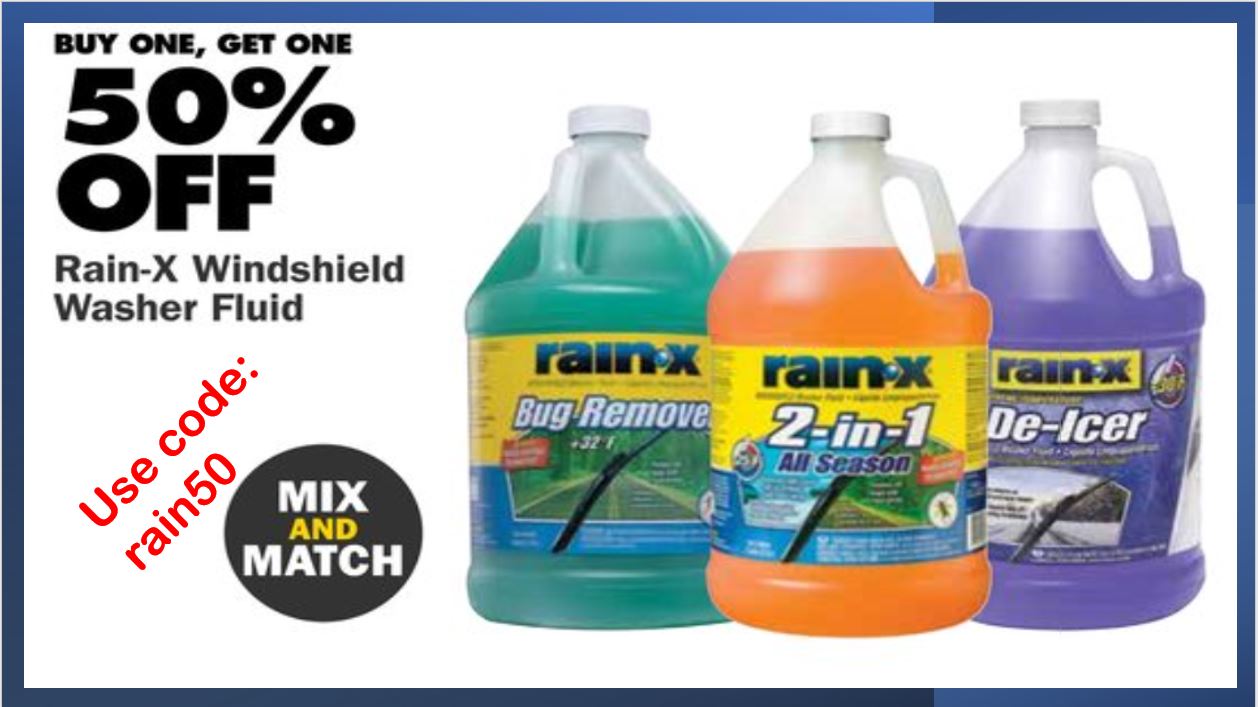 BUY ONE, GET ONE
50%
OFF
Rain-X Windshield
Washer Fluid
Use code:
rain50
MIX
AND
MATCH
rain-x
Bug Remove
+32°F
rain-x
2-in-1
All Season
rain-x
De-Icer